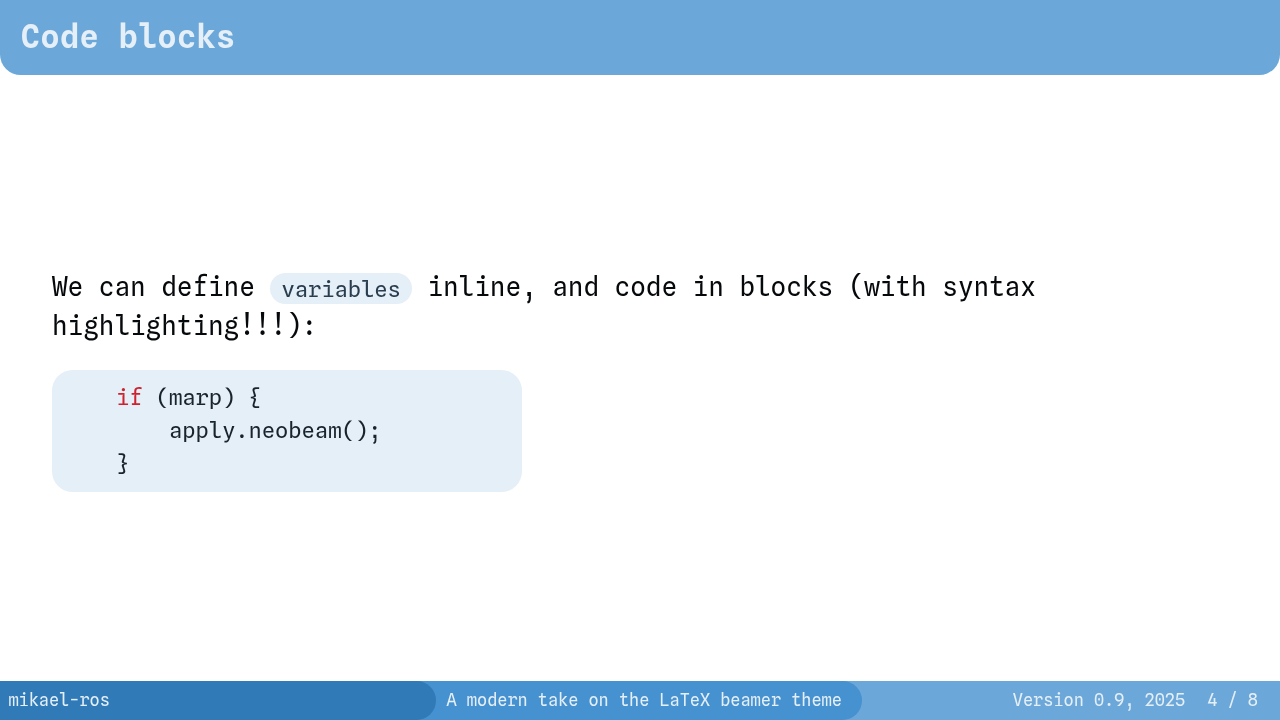 Code blocks
We can define variables inline, and code in blocks (with syntax
highlighting!!!):
if (marp) {
    apply.neobeam();
}
mikael-ros
A modern take on the LaTeX beamer theme
Version 0.9, 2025
4 / 8